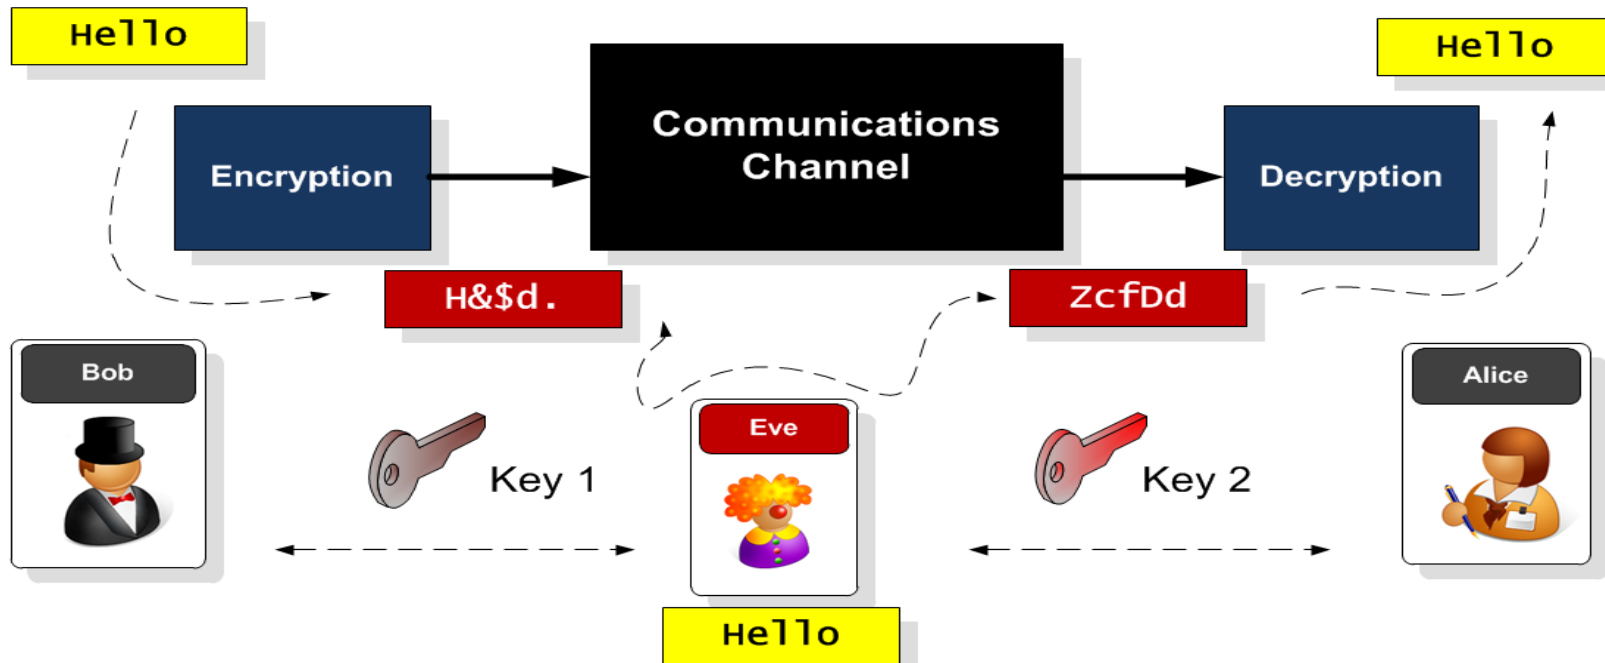 Hello
Hello
Communications
Channel
Encryption
Decryption
H&$d.
ZcfDd
Bob
Alice
Eve
Key 1
Key 2
Hello